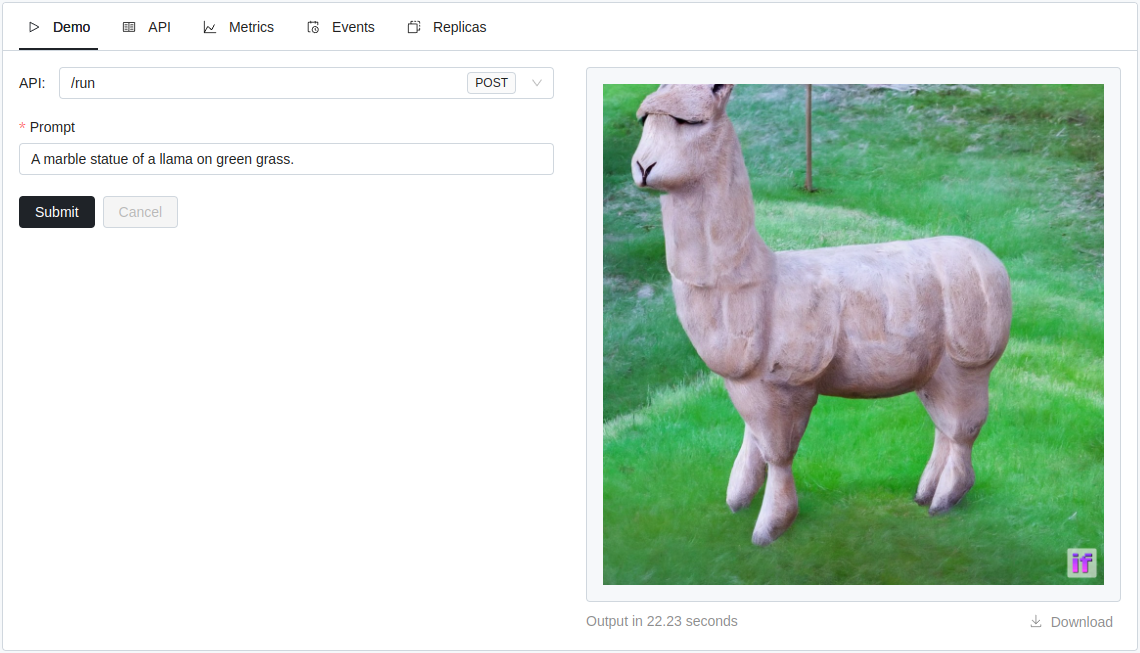 Demo API Metrics Events Replicas
API: /run POST
* Prompt
A marble statue of a llama on green grass.
Submit Cancel
if
Output in 22.23 seconds Download